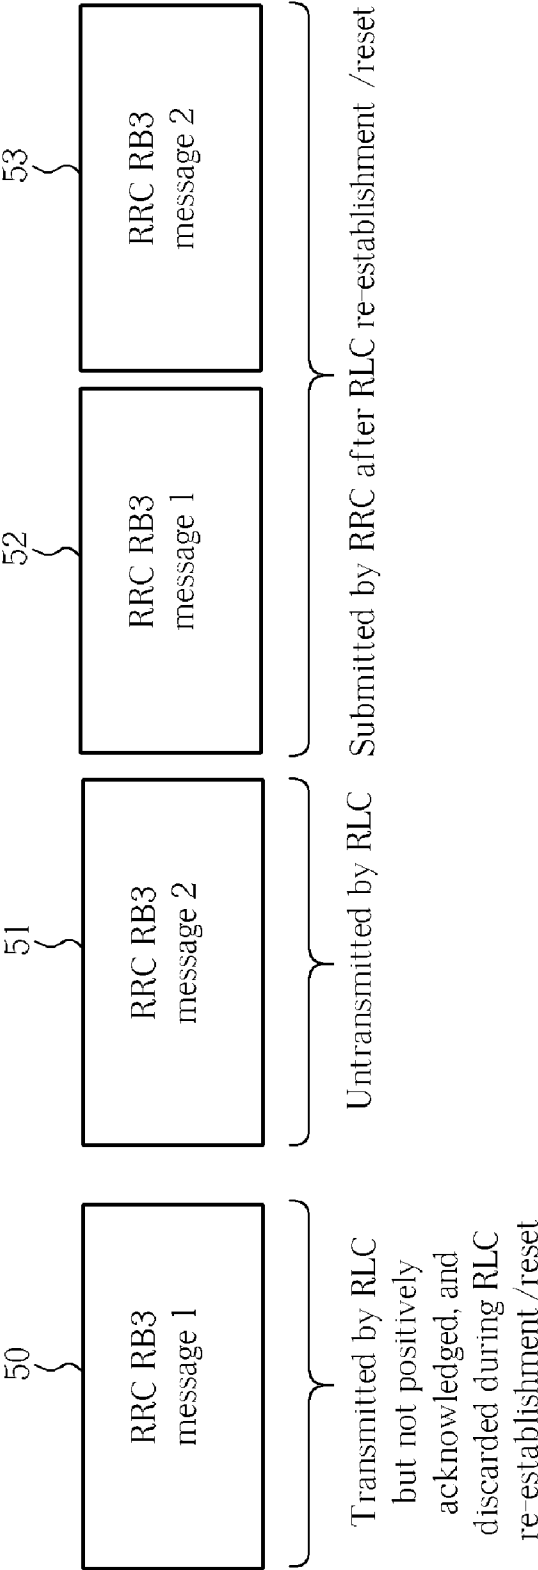 50
RRC RB3
message 1
Transmitted by RLC
but not positively
acknowledged, and
discarded during RLC
re-establishment /reset
51
RRC RB3
message 2
Untransmitted by RLC
52
RRC RB3
message 1
53
RRC RB3
message 2
Submitted by RRC after RLC re-establishment /reset